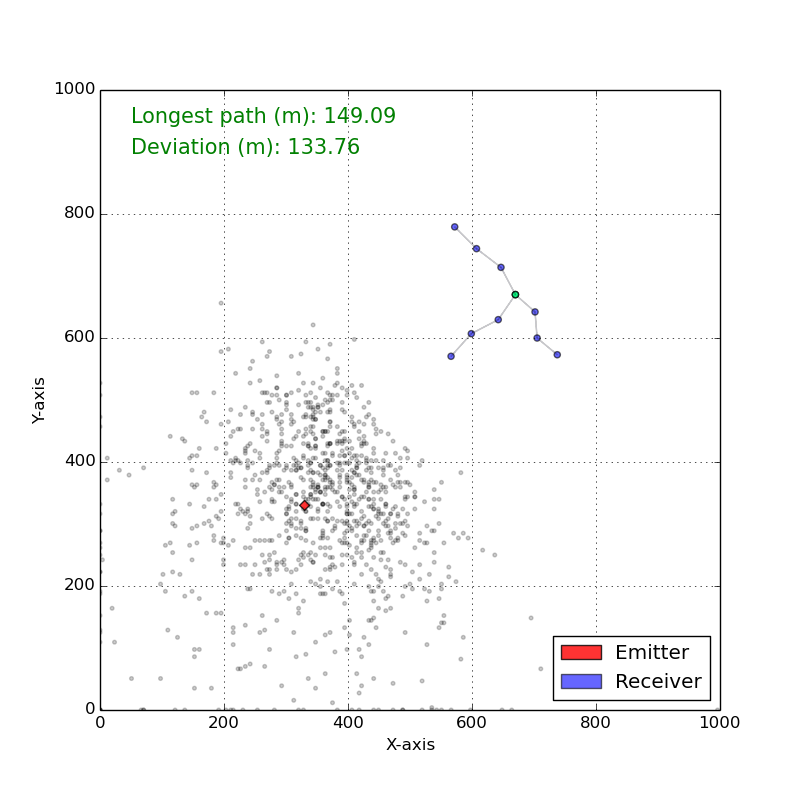 Longest path (m): 149.09
Deviation (m): 133.76
1000
800
600
400
200
0
Y-axis
0 200 400 600 800 1000
X-axis
Emitter
Receiver